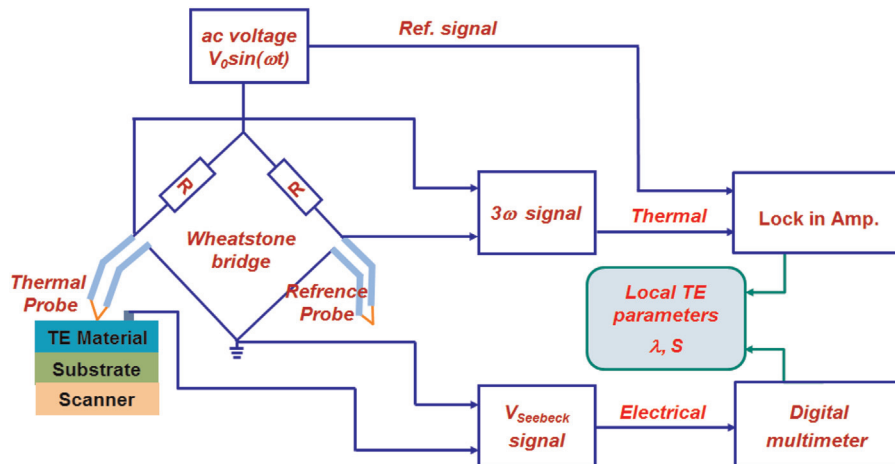 ac voltage
V₀sin(ωt)
Ref. signal
R
R
3ω signal
Thermal
Lock in Amp.
Wheatstone
bridge
Thermal
Probe
Refrence
Probe
Local TE
parameters
λ, S
TE Material
Substrate
Scanner
V_Seebeck
signal
Electrical
Digital
multimeter